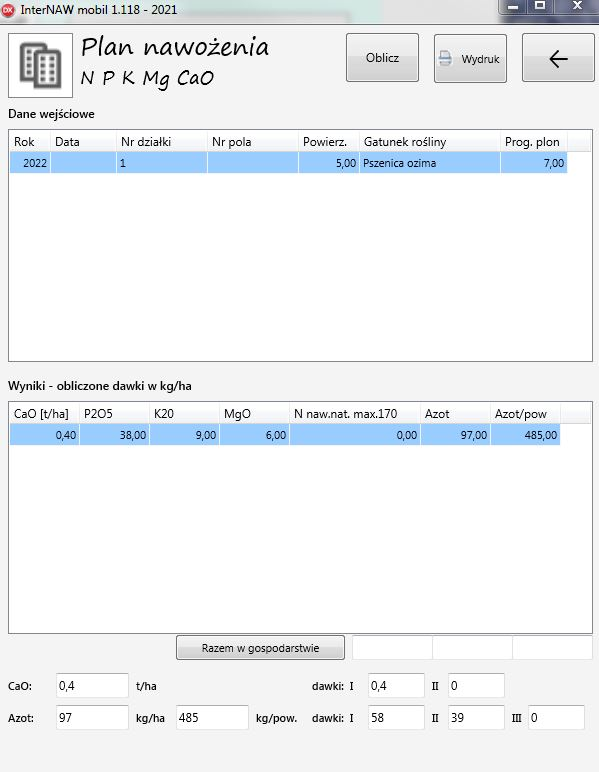 InterNAW mobil 1.118 - 2021
Plan nawożenia
N P K Mg CaO
Oblicz
Wydruk
Dane wejściowe
Rok Data Nr działki Nr pola Powierz. Gatunek rośliny Prog. plon
2022 1 5,00 Pszenica ozima 7,00
Wyniki - obliczone dawki w kg/ha
CaO [t/ha] P2O5 K20 MgO N naw.nat. max.170 Azot Azot/pow
0,40 38,00 9,00 6,00 0,00 97,00 485,00
Razem w gospodarstwie
CaO: 0,4 t/ha dawki: I 0,4 II 0
Azot: 97 kg/ha 485 kg/pow. dawki: I 58 II 39 III 0